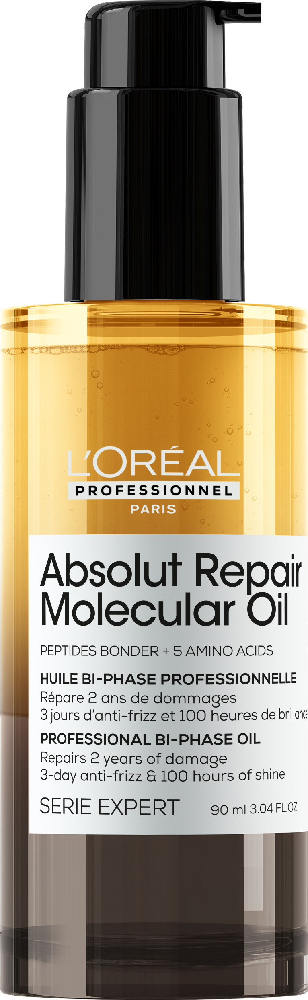 L'ORÉAL
PROFESSIONNEL
PARIS
Absolut Repair
Molecular Oil
PEPTIDES BONDER + 5 AMINO ACIDS
HUILE BI-PHASE PROFESSIONNELLE
Répare 2 ans de dommages
3 jours d'anti-frizz et 100 heures de brillance
PROFESSIONAL BI-PHASE OIL
Repairs 2 years of damage
3-day anti-frizz & 100 hours of shine
SERIE EXPERT 90 ml 3.04 FL.OZ.